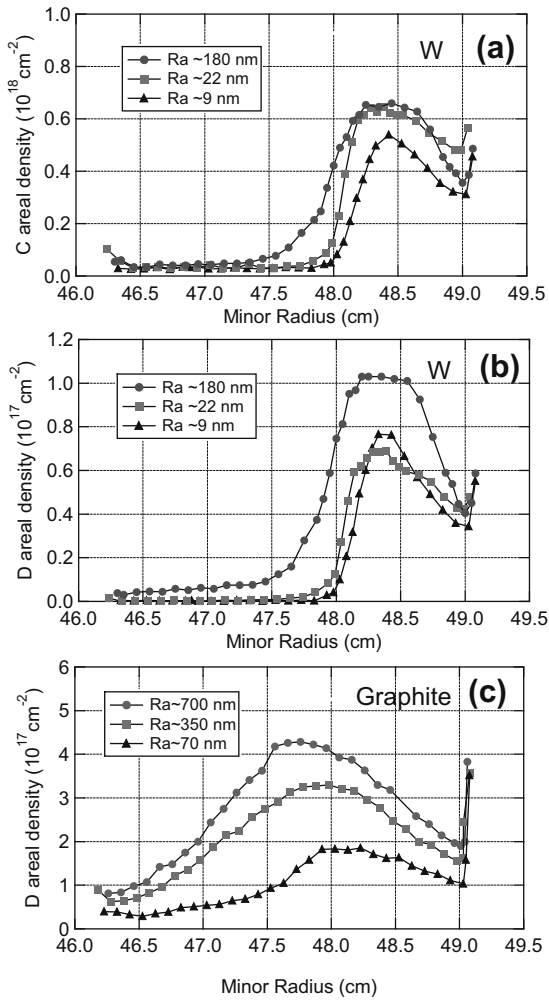 (a)
W
Ra ~180 nm
Ra ~22 nm
Ra ~9 nm
C areal density (10^18 cm^-2)
1.0
0.8
0.6
0.4
0.2
0.0
46.0 46.5 47.0 47.5 48.0 48.5 49.0 49.5
Minor Radius (cm)
(b)
W
Ra ~180 nm
Ra ~22 nm
Ra ~9 nm
D areal density (10^17 cm^-2)
1.2
1.0
0.8
0.6
0.4
0.2
0.0
46.0 46.5 47.0 47.5 48.0 48.5 49.0 49.5
Minor Radius (cm)
(c)
Graphite
Ra~700 nm
Ra~350 nm
Ra~70 nm
D areal density (10^17 cm^-2)
6
5
4
3
2
1
0
46.0 46.5 47.0 47.5 48.0 48.5 49.0 49.5
Minor Radius (cm)